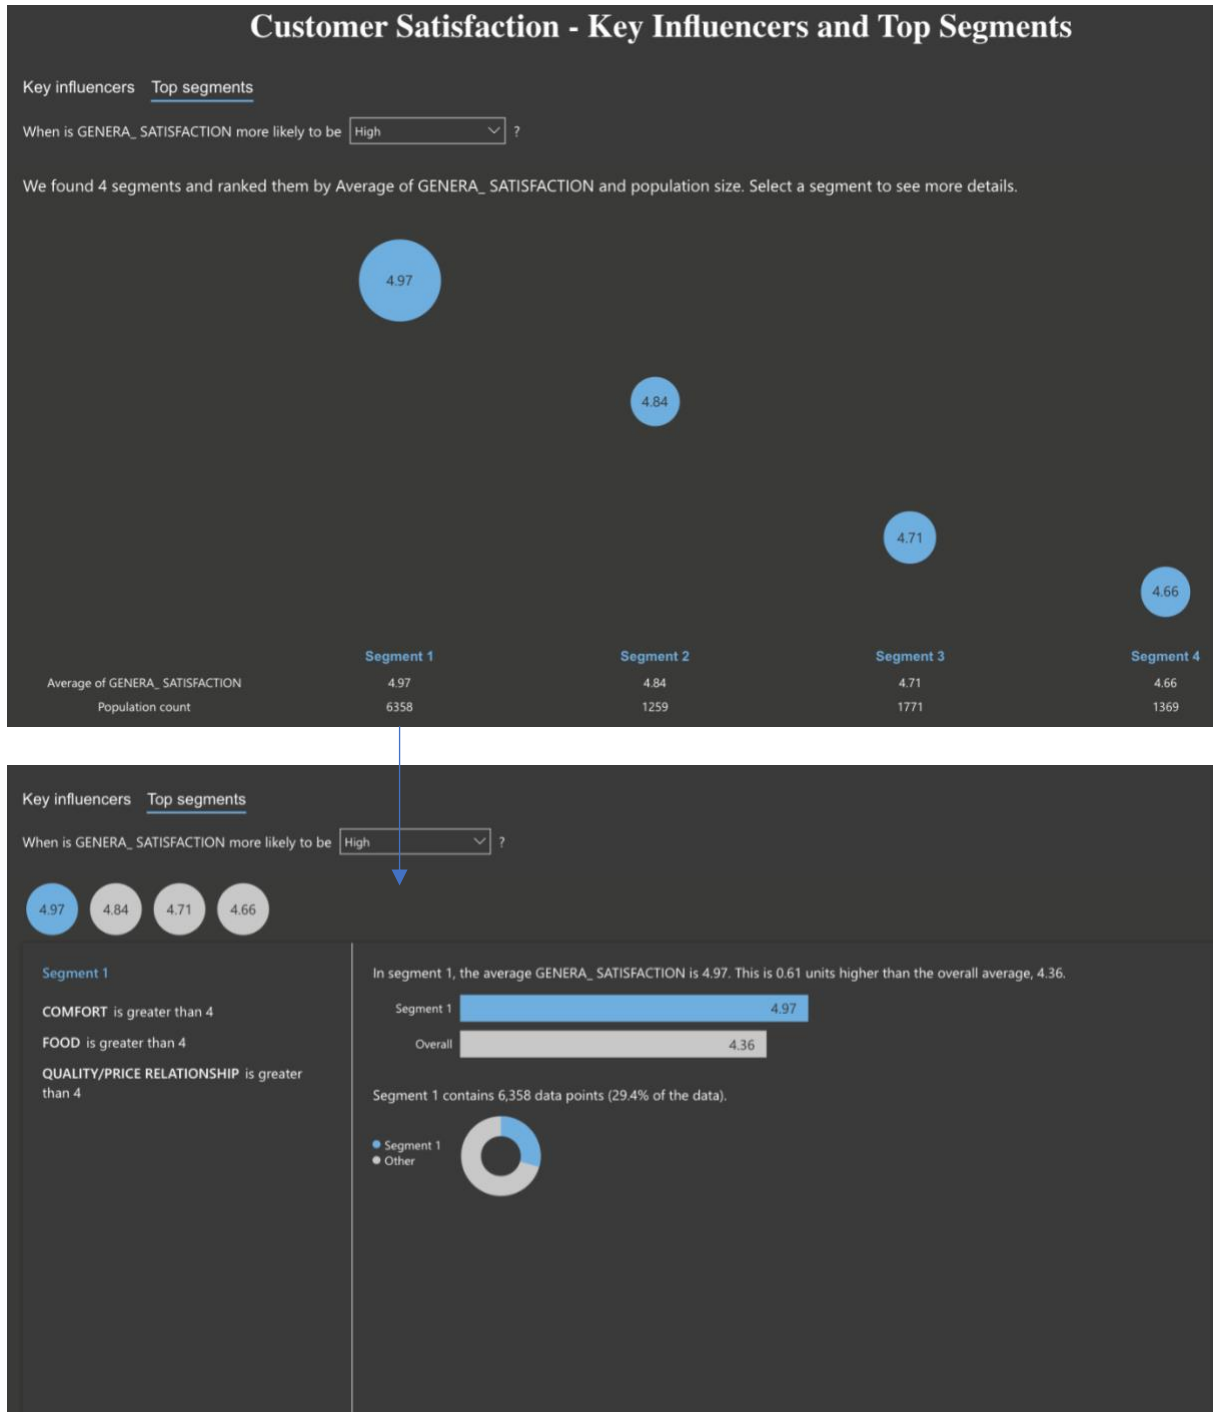 Customer Satisfaction - Key Influencers and Top Segments
Key influencers Top segments
When is GENERA_ SATISFACTION more likely to be High ?
We found 4 segments and ranked them by Average of GENERA_ SATISFACTION and population size. Select a segment to see more details.
4.97
4.84
4.71
4.66
Segment 1 Segment 2 Segment 3 Segment 4
Average of GENERA_ SATISFACTION 4.97 4.84 4.71 4.66
Population count 6358 1259 1771 1369
Key influencers Top segments
When is GENERA_ SATISFACTION more likely to be High ?
4.97 4.84 4.71 4.66
Segment 1
COMFORT is greater than 4
FOOD is greater than 4
QUALITY/PRICE RELATIONSHIP is greater
than 4
In segment 1, the average GENERA_ SATISFACTION is 4.97. This is 0.61 units higher than the overall average, 4.36.
Segment 1 4.97
Overall 4.36
Segment 1 contains 6,358 data points (29.4% of the data).
Segment 1
Other